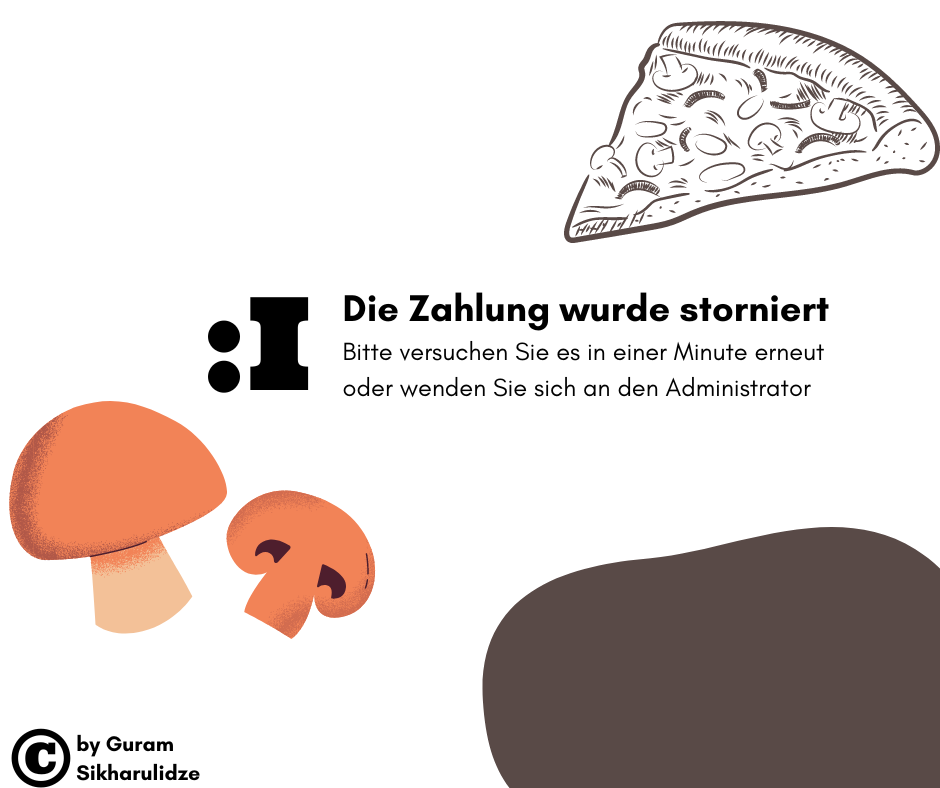 :I
Die Zahlung wurde storniert
Bitte versuchen Sie es in einer Minute erneut
oder wenden Sie sich an den Administrator
© by Guram
Sikharulidze